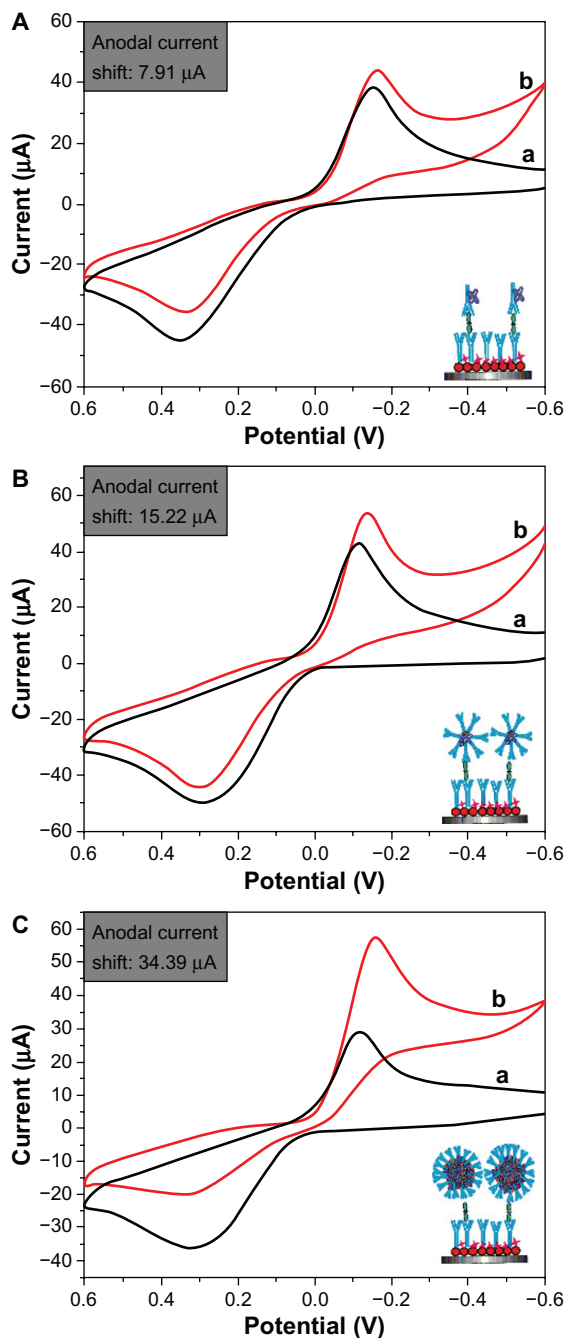 A
Anodal current
shift: 7.91 μA
60
40
20
0
−20
−40
−60
Current (μA)
b
a
0.6 0.4 0.2 0.0 −0.2 −0.4 −0.6
Potential (V)
B
Anodal current
shift: 15.22 μA
60
40
20
0
−20
−40
−60
Current (μA)
b
a
0.6 0.4 0.2 0.0 −0.2 −0.4 −0.6
Potential (V)
C
Anodal current
shift: 34.39 μA
60
50
40
30
20
10
0
−10
−20
−30
−40
Current (μA)
b
a
0.6 0.4 0.2 0.0 −0.2 −0.4 −0.6
Potential (V)